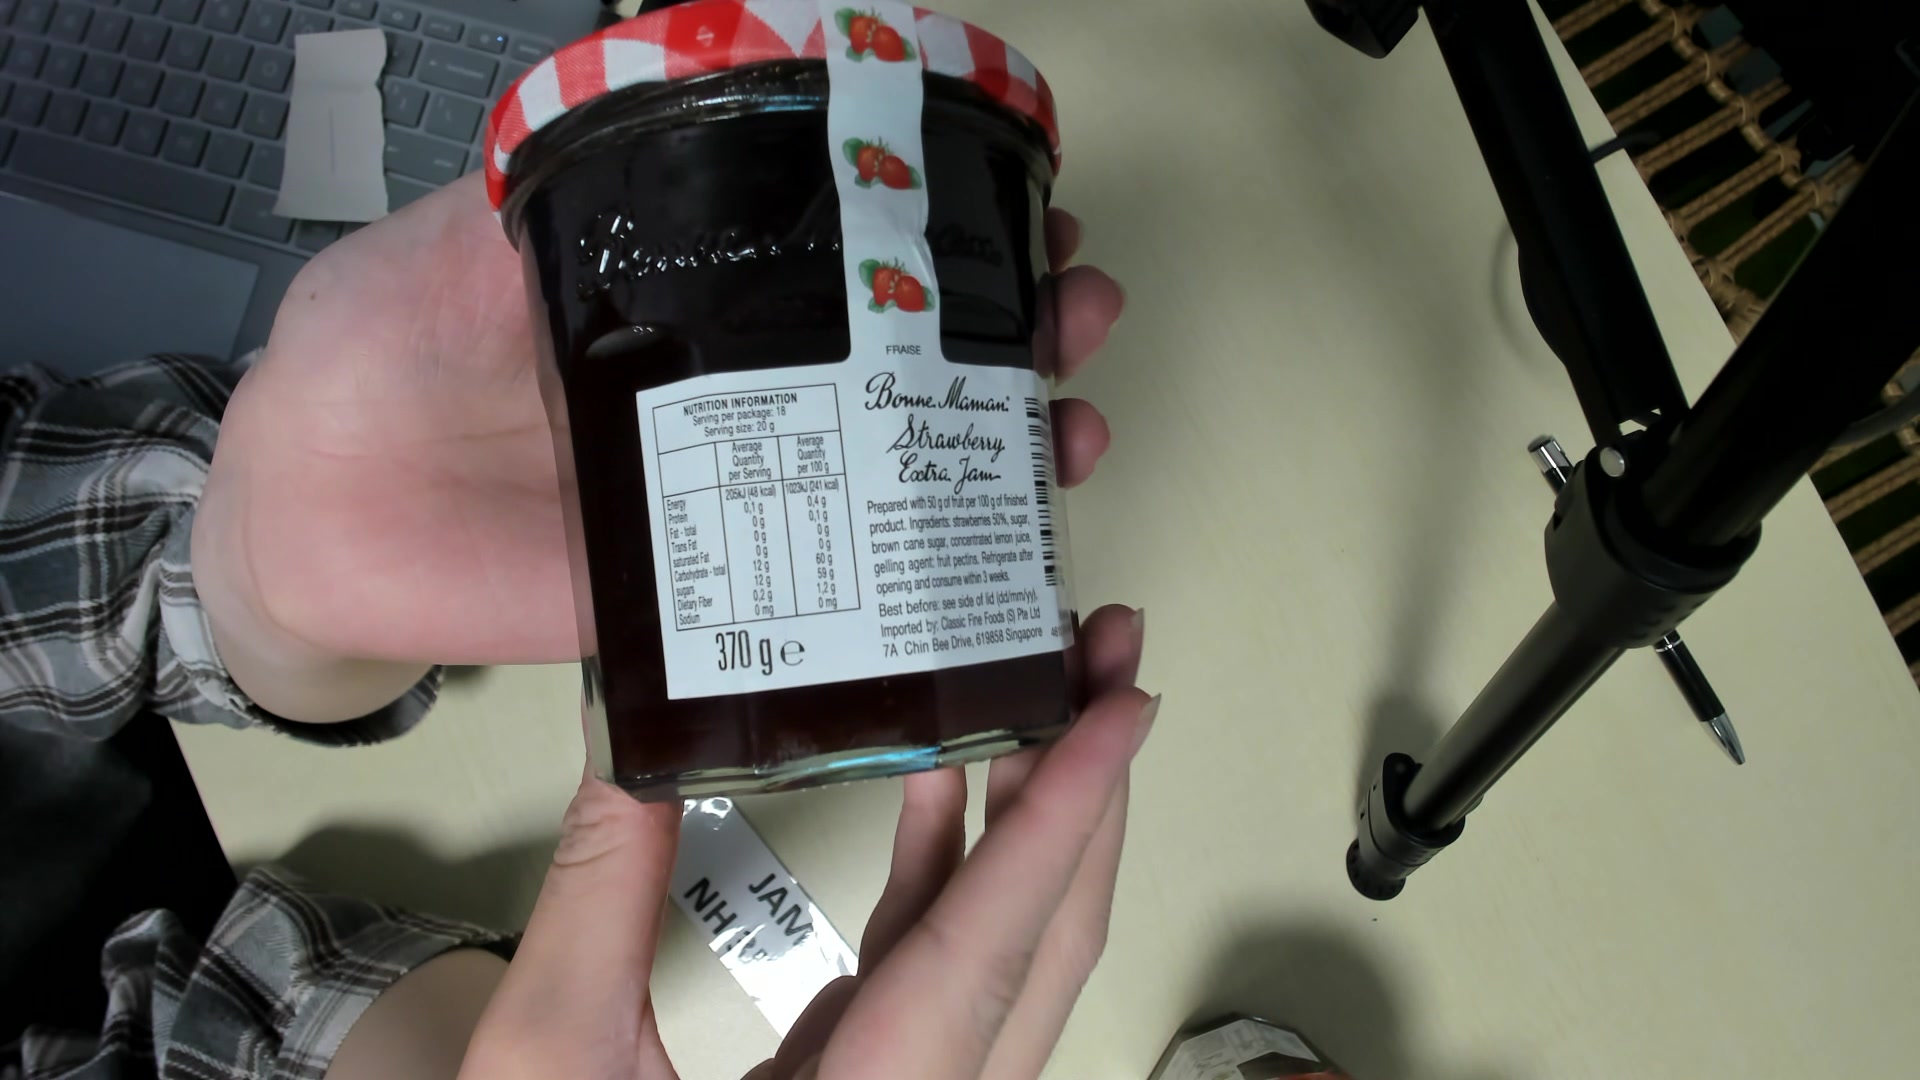 FRAISE
NUTRITION INFORMATION
Serving per package: 18
Serving size: 20 g
Average Quantity per Serving
Average Quantity per 100 g
Energy 205kJ (48 kcal) 1023kJ (241 kcal)
Protein 0,1 g 0,4 g
Fat - total 0 g 0,1 g
Trans Fat 0 g 0 g
saturated Fat 0 g 0 g
Carbohydrate - total 12 g 60 g
sugars 12 g 59 g
Dietary Fiber 0,2 g 1,2 g
Sodium 0 mg 0 mg
370 g ℮
Bonne Maman
Strawberry
Extra Jam
Prepared with 50 g of fruit per 100 g of finished
product. Ingredients: strawberries 50%, sugar,
brown cane sugar, concentrated lemon juice,
gelling agent: fruit pectins. Refrigerate after
opening and consume within 3 weeks.
Best before: see side of lid (dd/mm/yy).
Imported by: Classic Fine Foods (S) Pte Ltd
7A Chin Bee Drive, 619858 Singapore
JAM